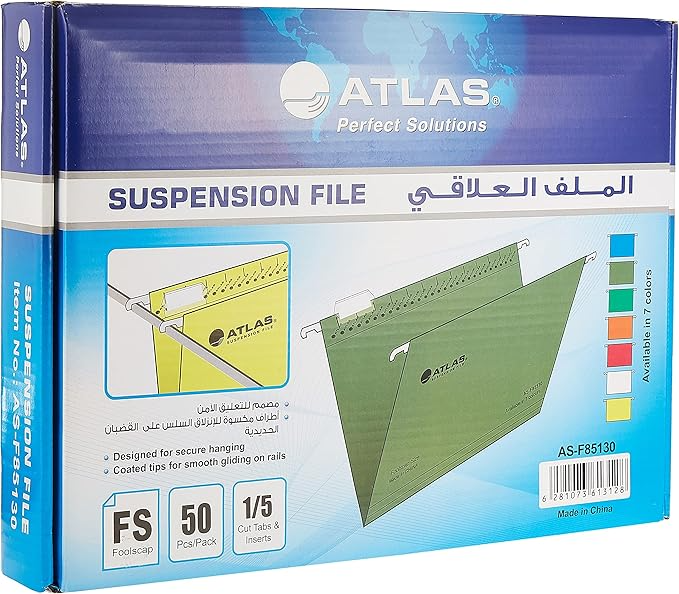 ATLAS®
Perfect Solutions
SUSPENSION FILE
Item No.: AS-F85130
ATLAS®
Perfect Solutions
SUSPENSION FILE
الملف العلاقي
ATLAS®
SUSPENSION FILE
ATLAS®
Available in 7 colors
• مصمم للتعليق الآمن
• أطراف مكسوة للإنزلاق السلس على القضبان
الحديدية
• Designed for secure hanging
• Coated tips for smooth gliding on rails
FS
Foolscap
50
Pcs/Pack
1/5
Cut Tabs &
Inserts
AS-F85130
6 281073 613128
Made in China